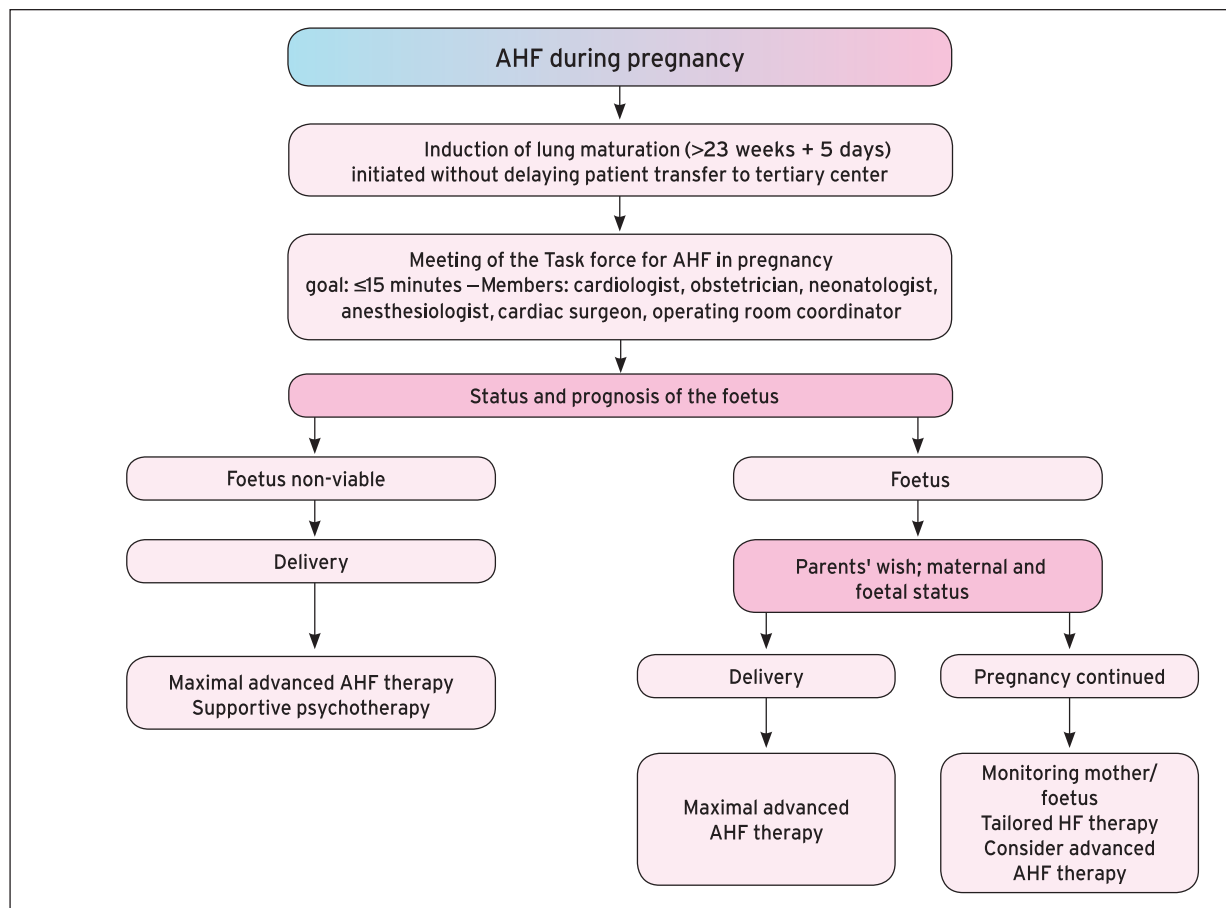 AHF during pregnancy
Induction of lung maturation (>23 weeks + 5 days)
initiated without delaying patient transfer to tertiary center
Meeting of the Task force for AHF in pregnancy
goal: ≤15 minutes –Members: cardiologist, obstetrician, neonatologist,
anesthesiologist, cardiac surgeon, operating room coordinator
Status and prognosis of the foetus
Foetus non-viable
Foetus
Delivery
Parents' wish; maternal and
foetal status
Maximal advanced AHF therapy
Supportive psychotherapy
Delivery
Pregnancy continued
Maximal advanced
AHF therapy
Monitoring mother/
foetus
Tailored HF therapy
Consider advanced
AHF therapy